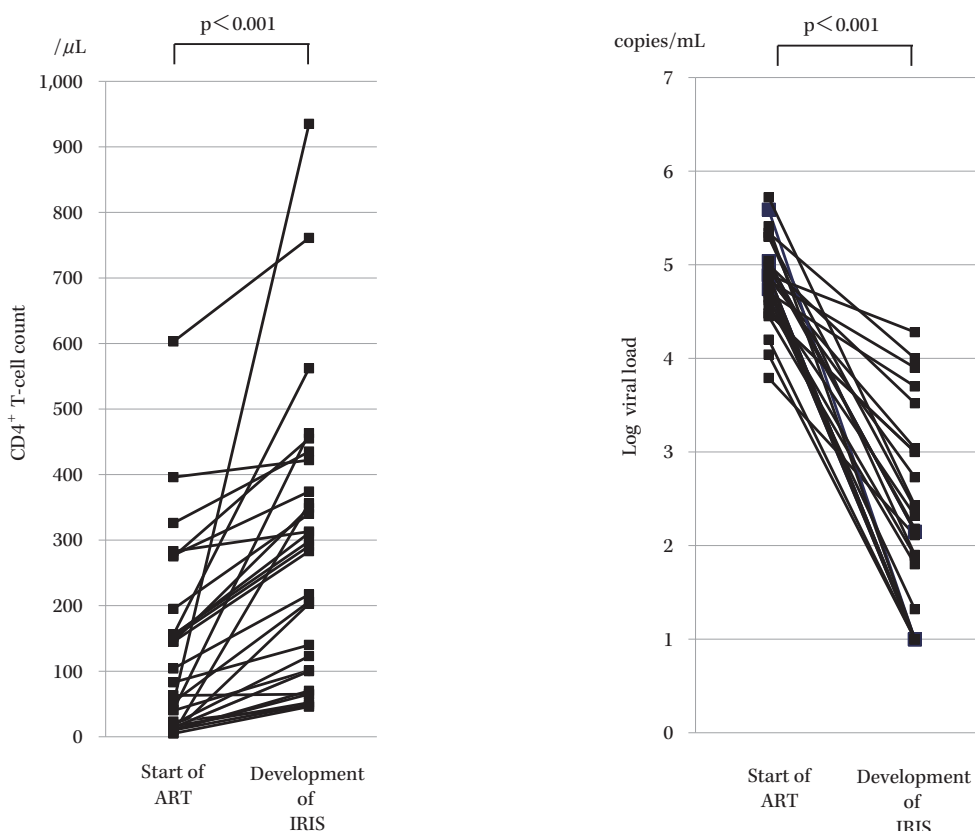 p<0.001
/μL
1,000
900
800
700
600
500
400
300
200
100
0
CD4⁺ T-cell count
Start of
ART
Development
of
IRIS
p<0.001
copies/mL
7
6
5
4
3
2
1
0
Log viral load
Start of
ART
Development
of
IRIS